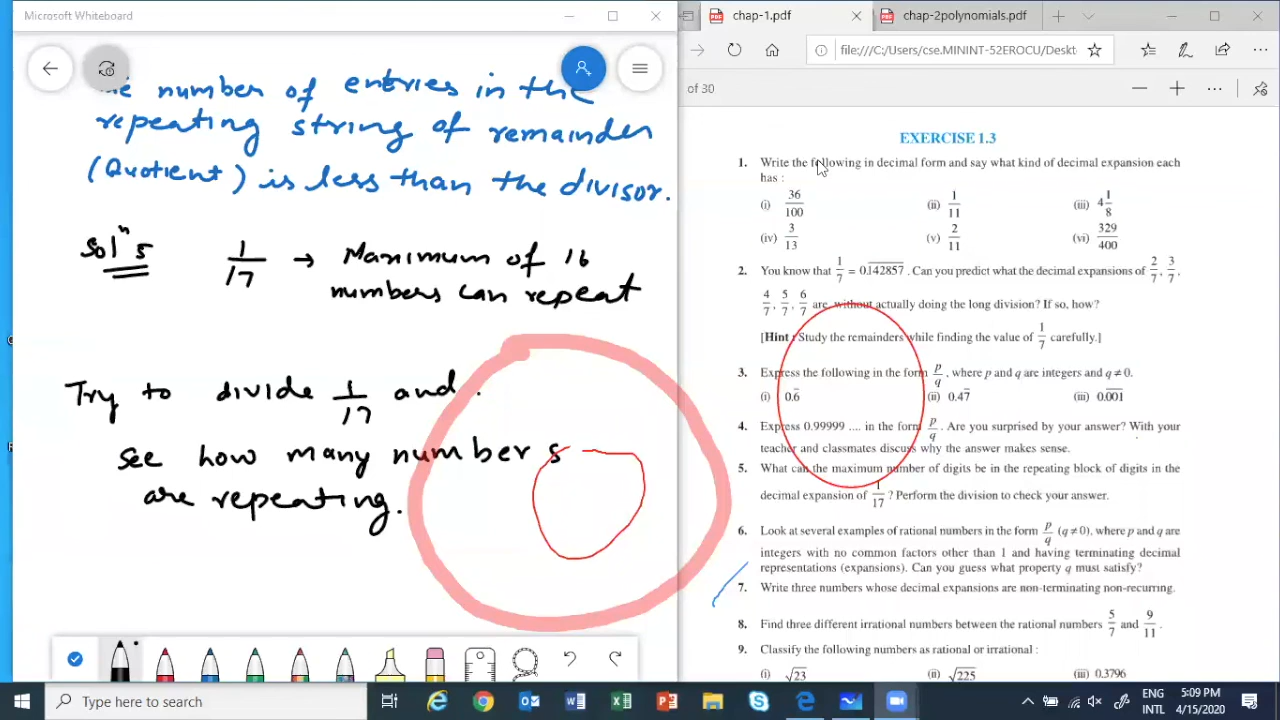 Microsoft Whiteboard
number of entries in the
repeating string of remainder
(Quotient) is less than the divisor.
Solⁿ 5 1/17 → Maximum of 16
numbers can repeat
Try to divide 1/17 and
see how many numbers
are repeating.
chap-1.pdf
chap-2polynomials.pdf
file:///C:/Users/cse.MININT-52EROCU/Deskt
of 30
EXERCISE 1.3
1. Write the following in decimal form and say what kind of decimal expansion each
has :
(i) 36/100 (ii) 1/11 (iii) 4 1/8
(iv) 3/13 (v) 2/11 (vi) 329/400
2. You know that 1/7 = 0.1̅4̅2̅8̅5̅7̅. Can you predict what the decimal expansions of 2/7, 3/7,
4/7, 5/7, 6/7 are, without actually doing the long division? If so, how?
[Hint : Study the remainders while finding the value of 1/7 carefully.]
3. Express the following in the form p/q, where p and q are integers and q ≠ 0.
(i) 0.6̅ (ii) 0.47̅ (iii) 0.0̅0̅1̅
4. Express 0.99999 .... in the form p/q. Are you surprised by your answer? With your
teacher and classmates discuss why the answer makes sense.
5. What can the maximum number of digits be in the repeating block of digits in the
decimal expansion of 1/17? Perform the division to check your answer.
6. Look at several examples of rational numbers in the form p/q (q ≠ 0), where p and q are
integers with no common factors other than 1 and having terminating decimal
representations (expansions). Can you guess what property q must satisfy?
7. Write three numbers whose decimal expansions are non-terminating non-recurring.
8. Find three different irrational numbers between the rational numbers 5/7 and 9/11.
9. Classify the following numbers as rational or irrational :
(i) √23 (ii) √225 (iii) 0.3796
Type here to search
ENG
INTL
5:09 PM
4/15/2020